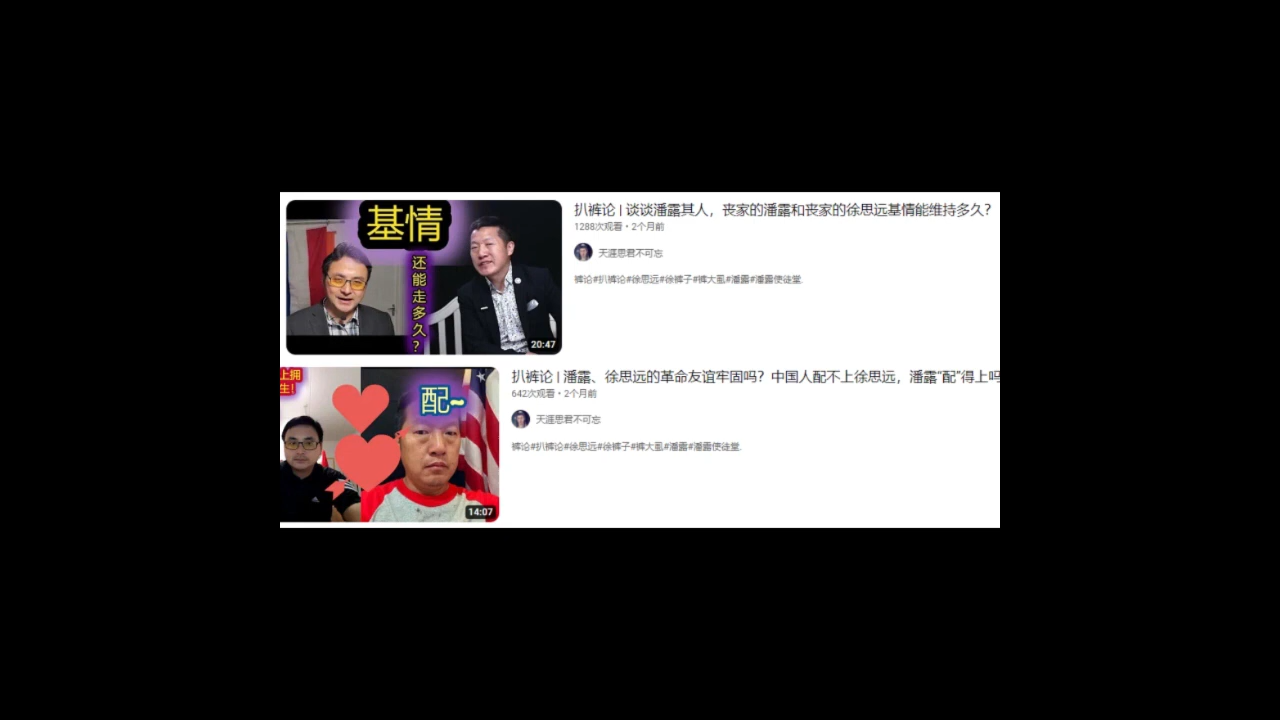 基情
还能走多久?
20:47
扒裤论 | 谈谈潘露其人，丧家的潘露和丧家的徐思远基情能维持多久?
1288次观看 • 2个月前
天涯思君不可忘
裤论#扒裤论#徐思远#徐裤子#裤大虱#潘露#潘露使徒堂.
上拥
生!
配~
14:07
扒裤论 | 潘露、徐思远的革命友谊牢固吗? 中国人配不上徐思远，潘露“配”得上吗
642次观看 • 2个月前
天涯思君不可忘
裤论#扒裤论#徐思远#徐裤子#裤大虱#潘露#潘露使徒堂.